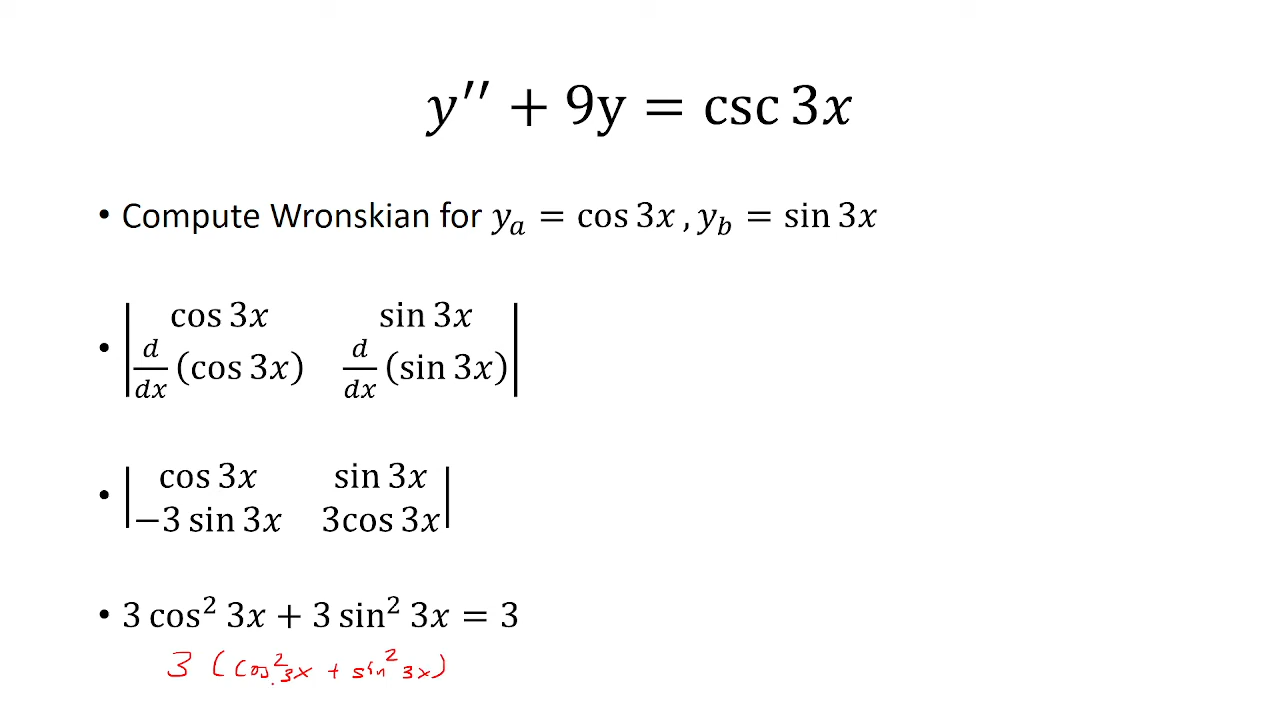 y′′ + 9y = csc 3x
• Compute Wronskian for yₐ = cos 3x , y_b = sin 3x
• | cos 3x sin 3x |
| d/dx (cos 3x) d/dx (sin 3x) |
• | cos 3x sin 3x |
| −3 sin 3x 3cos 3x |
• 3 cos² 3x + 3 sin² 3x = 3
3 (cos² 3x + sin² 3x)